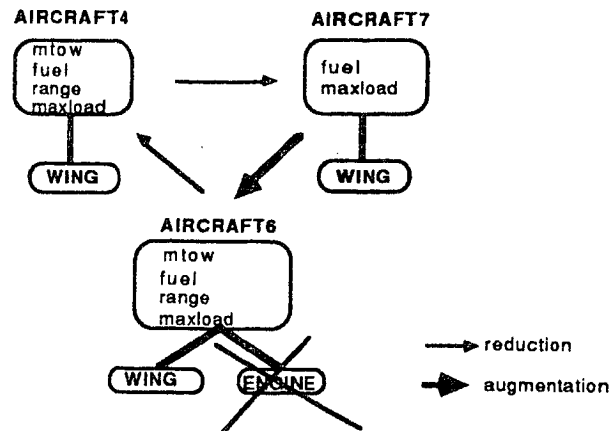 AIRCRAFT4
mtow
fuel
range
maxload
WING
AIRCRAFT7
fuel
maxload
WING
AIRCRAFT6
mtow
fuel
range
maxload
WING
ENGINE
reduction
augmentation